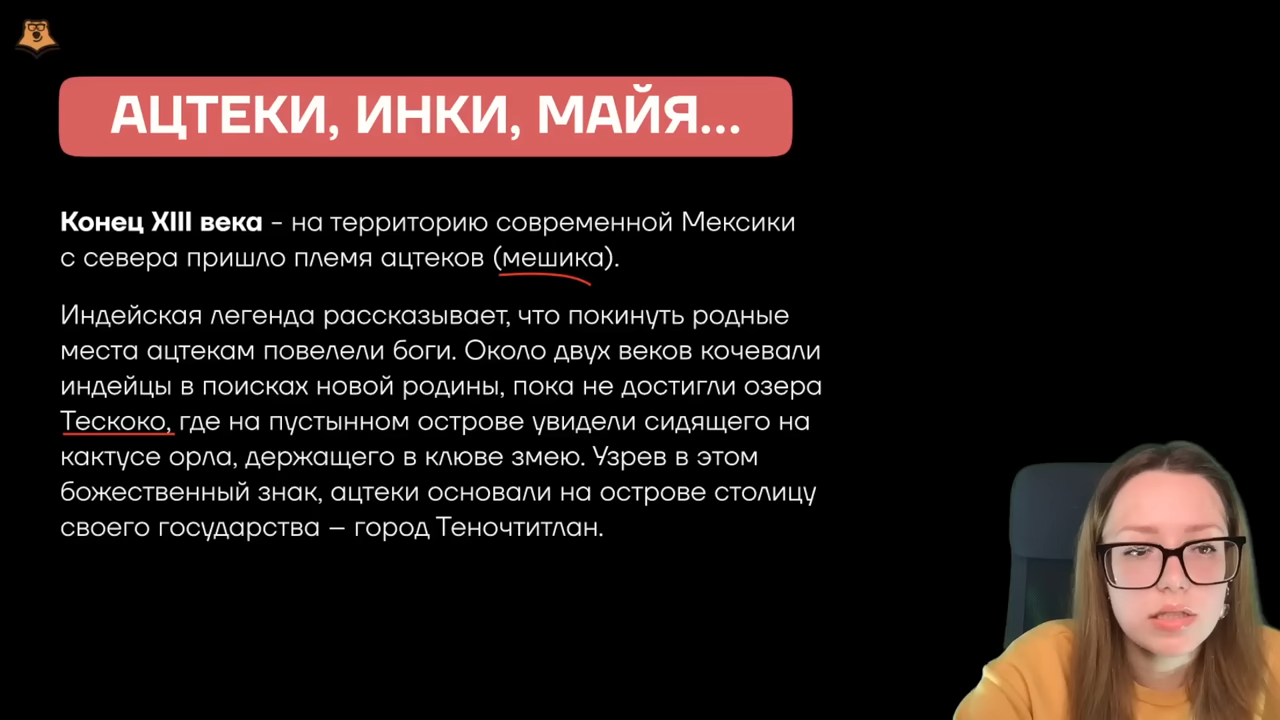 АЦТЕКИ, ИНКИ, МАЙЯ...
Конец XIII века - на территорию современной Мексики
с севера пришло племя ацтеков (мешика).
Индейская легенда рассказывает, что покинуть родные
места ацтекам повелели боги. Около двух веков кочевали
индейцы в поисках новой родины, пока не достигли озера
Тескоко, где на пустынном острове увидели сидящего на
кактусе орла, держащего в клюве змею. Узрев в этом
божественный знак, ацтеки основали на острове столицу
своего государства – город Теночтитлан.